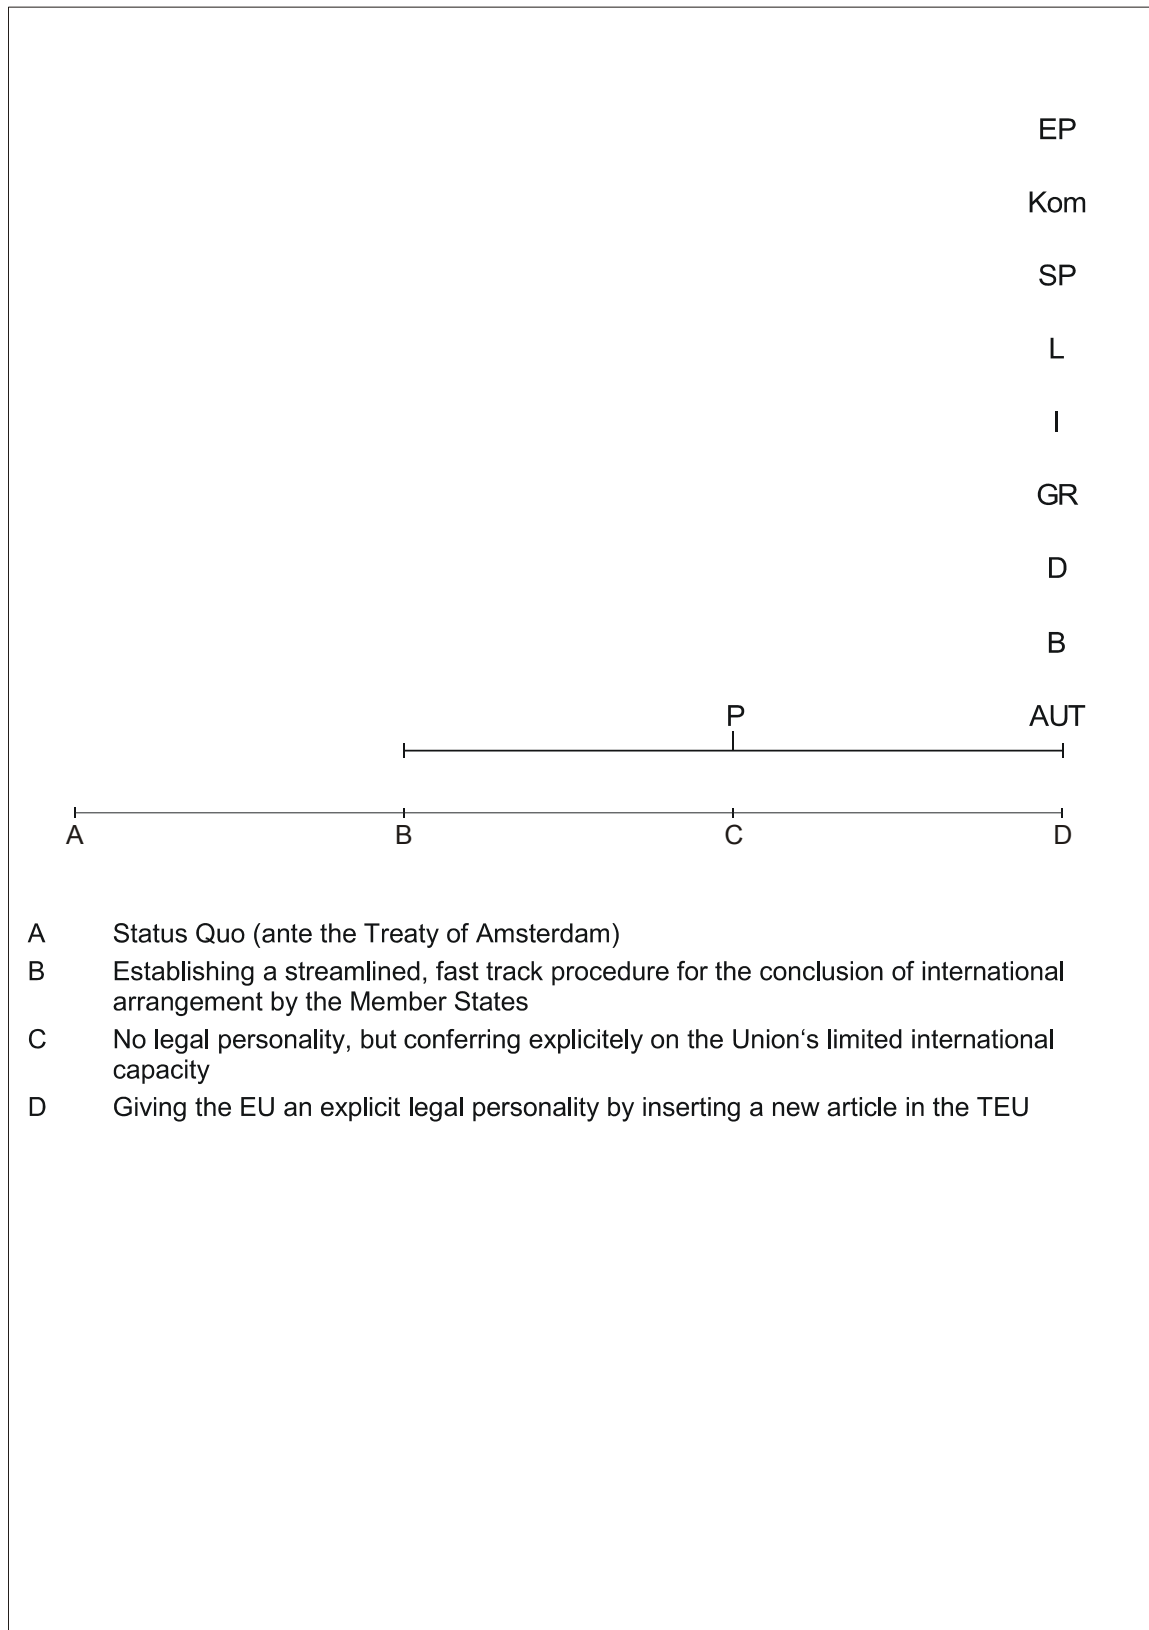 EP
Kom
SP
L
I
GR
D
B
P AUT
A B C D
A Status Quo (ante the Treaty of Amsterdam)
B Establishing a streamlined, fast track procedure for the conclusion of international
arrangement by the Member States
C No legal personality, but conferring explicitely on the Union‘s limited international
capacity
D Giving the EU an explicit legal personality by inserting a new article in the TEU